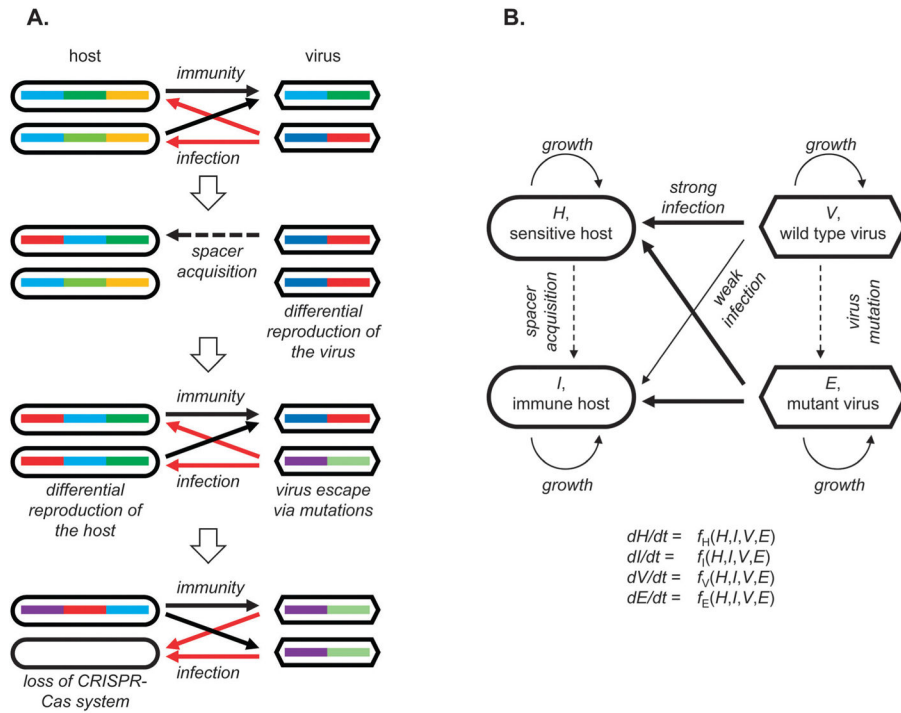 A.
host
virus
immunity
infection
spacer
acquisition
differential
reproduction of
the virus
immunity
infection
differential
reproduction of
the host
virus escape
via mutations
immunity
infection
loss of CRISPR-
Cas system
B.
growth
growth
H,
sensitive host
strong
infection
V,
wild type virus
spacer
acquisition
weak
infection
virus
mutation
I,
immune host
E,
mutant virus
growth
growth
dH/dt = fH(H,I,V,E)
dI/dt = fI(H,I,V,E)
dV/dt = fV(H,I,V,E)
dE/dt = fE(H,I,V,E)